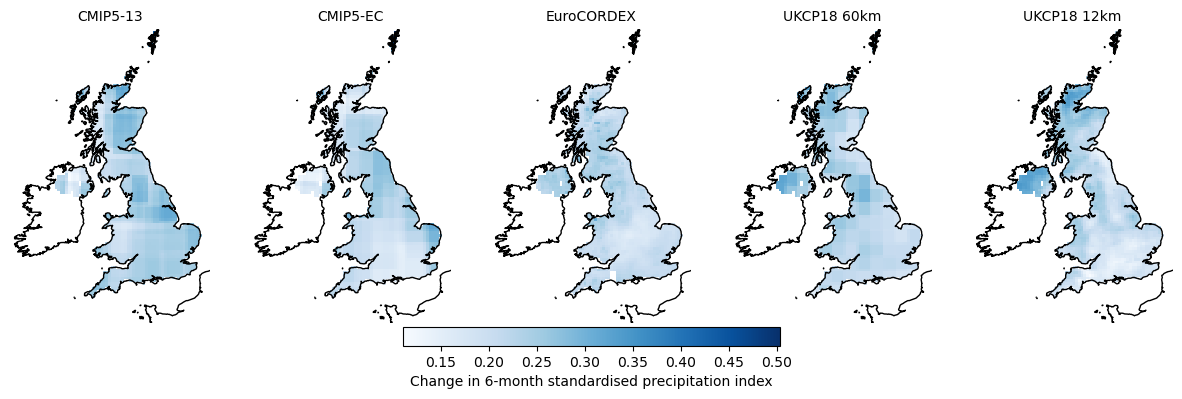 CMIP5-13 CMIP5-EC EuroCORDEX UKCP18 60km UKCP18 12km
0.15 0.20 0.25 0.30 0.35 0.40 0.45 0.50
Change in 6-month standardised precipitation index